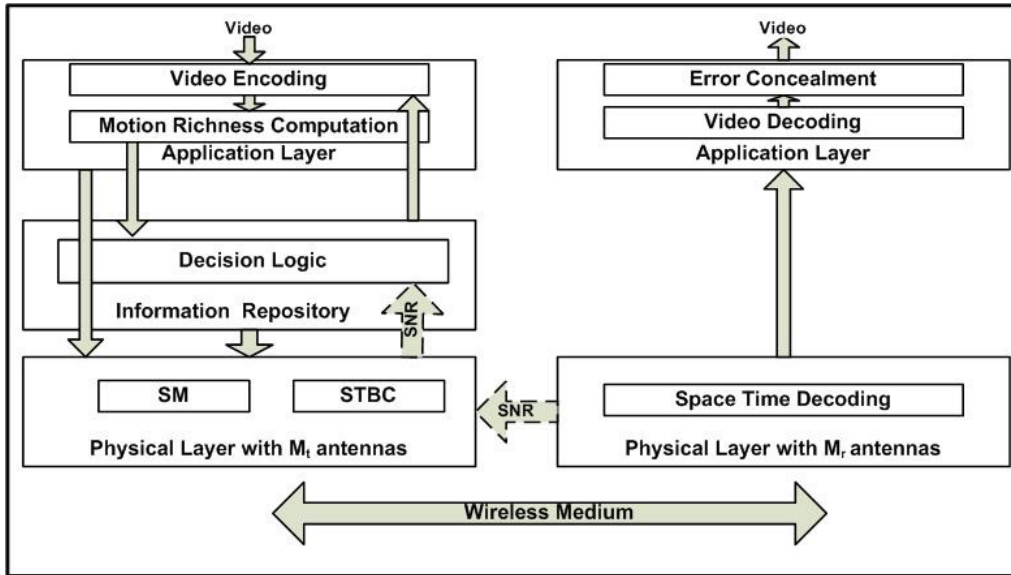 Video
Video Encoding
Motion Richness Computation
Application Layer
Decision Logic
Information Repository
SNR
SM
STBC
Physical Layer with Mt antennas
SNR
Video
Error Concealment
Video Decoding
Application Layer
Space Time Decoding
Physical Layer with Mr antennas
Wireless Medium